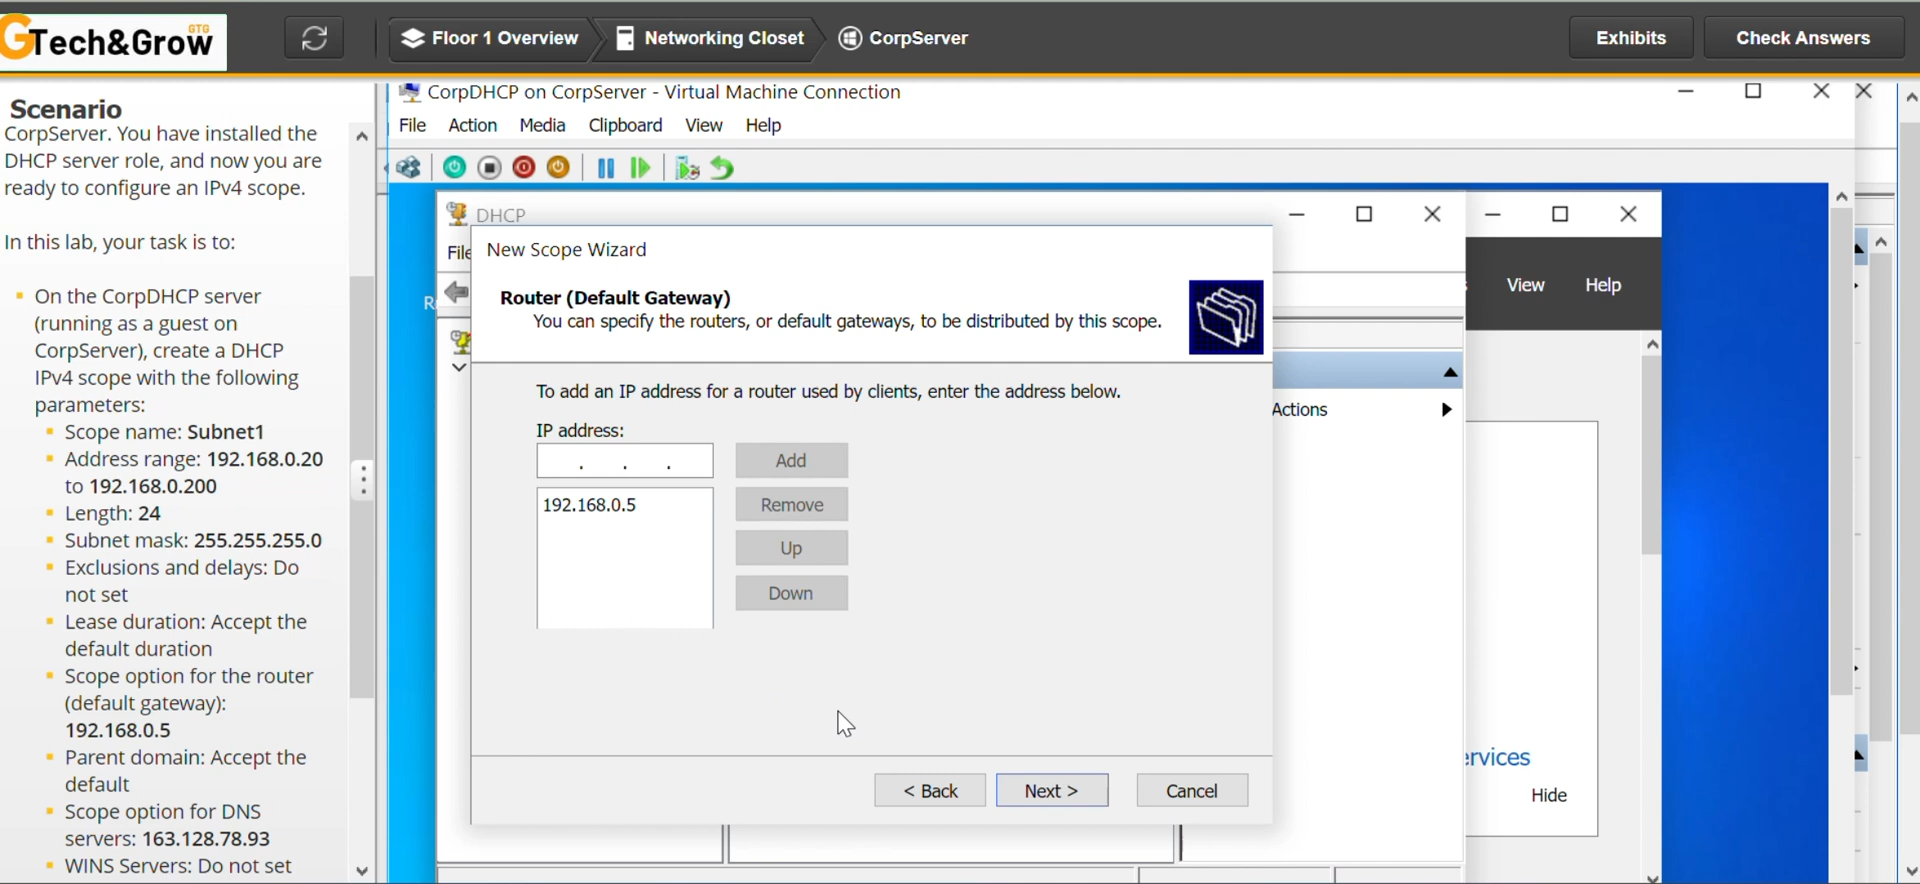 GTech&Grow GTG
Floor 1 Overview
Networking Closet
CorpServer
Exhibits
Check Answers
Scenario
CorpServer. You have installed the
DHCP server role, and now you are
ready to configure an IPv4 scope.
In this lab, your task is to:
On the CorpDHCP server
(running as a guest on
CorpServer), create a DHCP
IPv4 scope with the following
parameters:
Scope name: Subnet1
Address range: 192.168.0.20
to 192.168.0.200
Length: 24
Subnet mask: 255.255.255.0
Exclusions and delays: Do
not set
Lease duration: Accept the
default duration
Scope option for the router
(default gateway):
192.168.0.5
Parent domain: Accept the
default
Scope option for DNS
servers: 163.128.78.93
WINS Servers: Do not set
CorpDHCP on CorpServer - Virtual Machine Connection
File Action Media Clipboard View Help
DHCP
File
New Scope Wizard
Router (Default Gateway)
You can specify the routers, or default gateways, to be distributed by this scope.
To add an IP address for a router used by clients, enter the address below.
IP address:
. . .
Add
192.168.0.5
Remove
Up
Down
< Back
Next >
Cancel
Actions
View Help
ervices
Hide